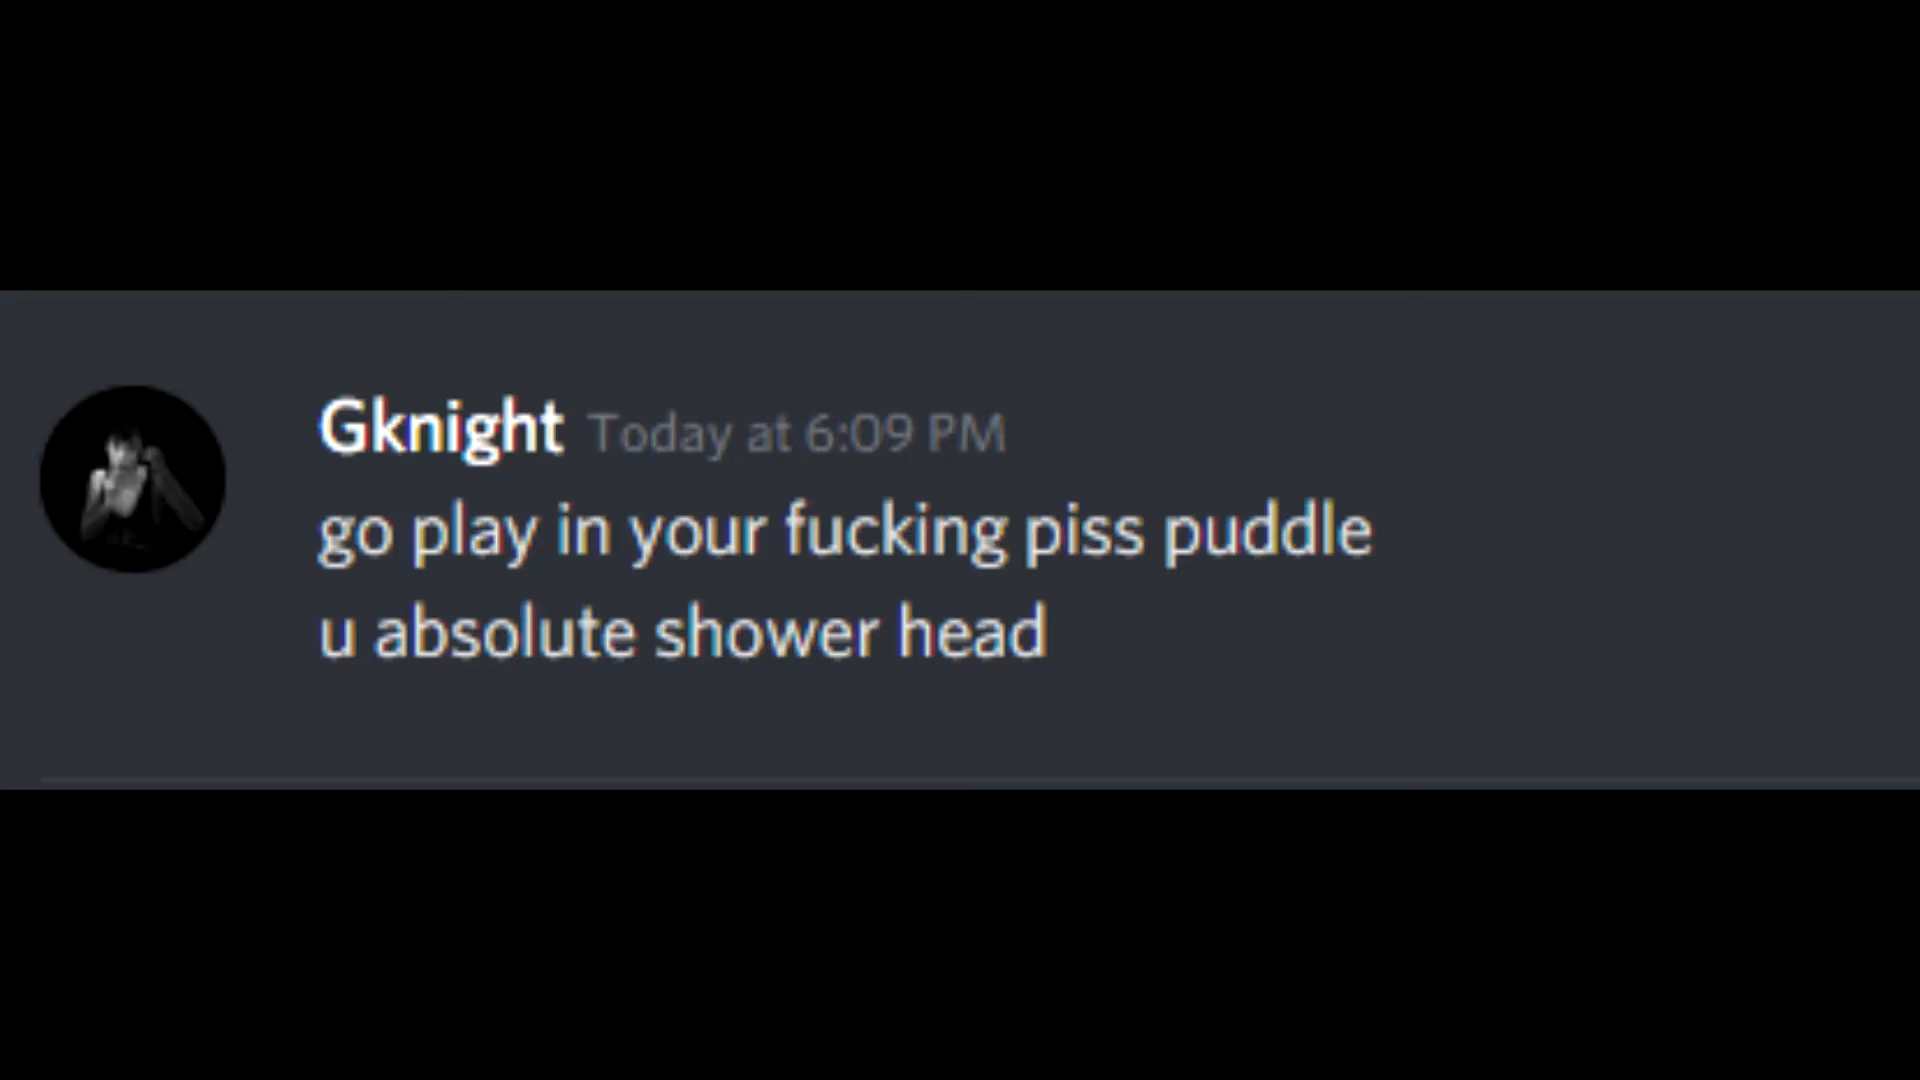 Gknight Today at 6:09 PM
go play in your fucking piss puddle
u absolute shower head